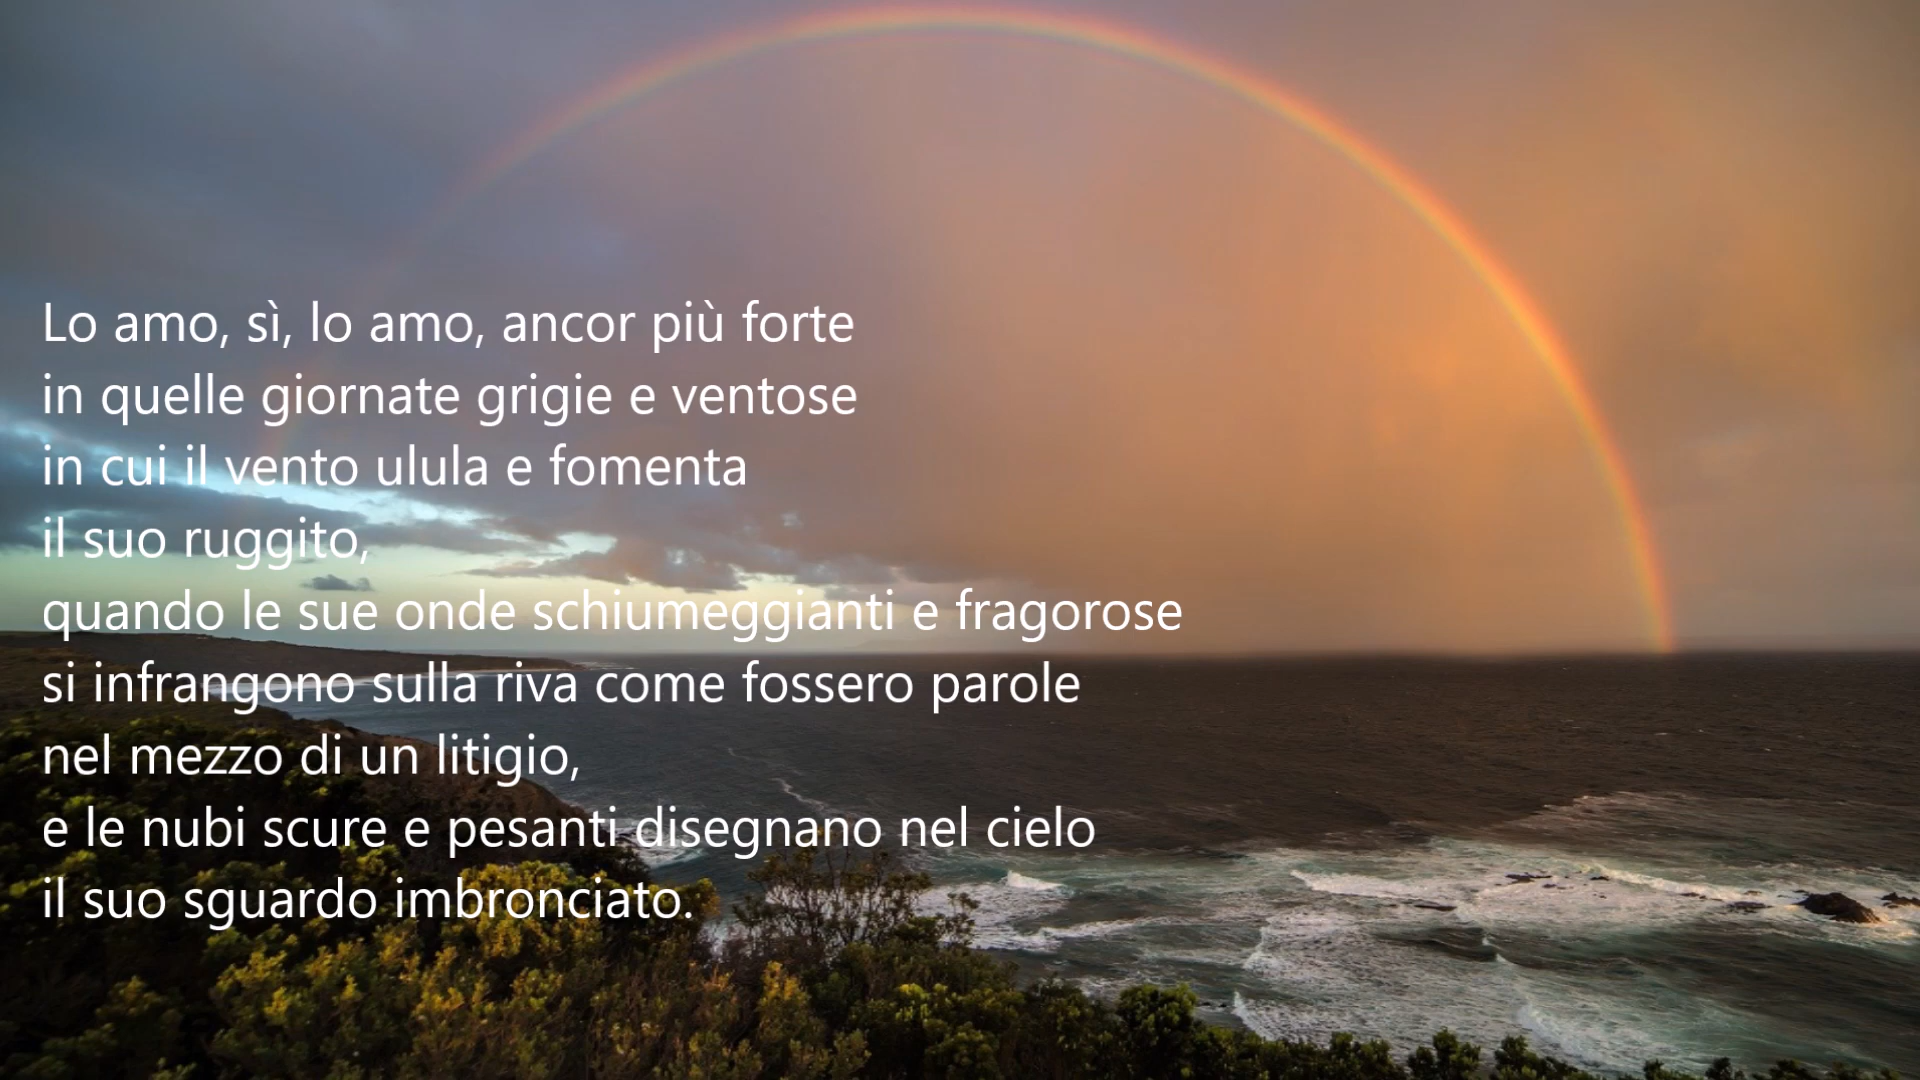 Lo amo, sì, lo amo, ancor più forte
in quelle giornate grigie e ventose
in cui il vento ulula e fomenta
il suo ruggito,
quando le sue onde schiumeggianti e fragorose
si infrangono sulla riva come fossero parole
nel mezzo di un litigio,
e le nubi scure e pesanti disegnano nel cielo
il suo sguardo imbronciato.